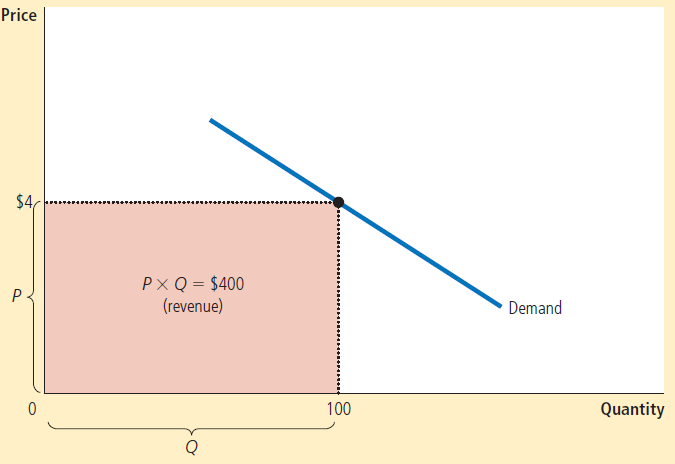 Price
$4
P × Q = $400
(revenue)
P
Demand
0
100
Quantity
Q